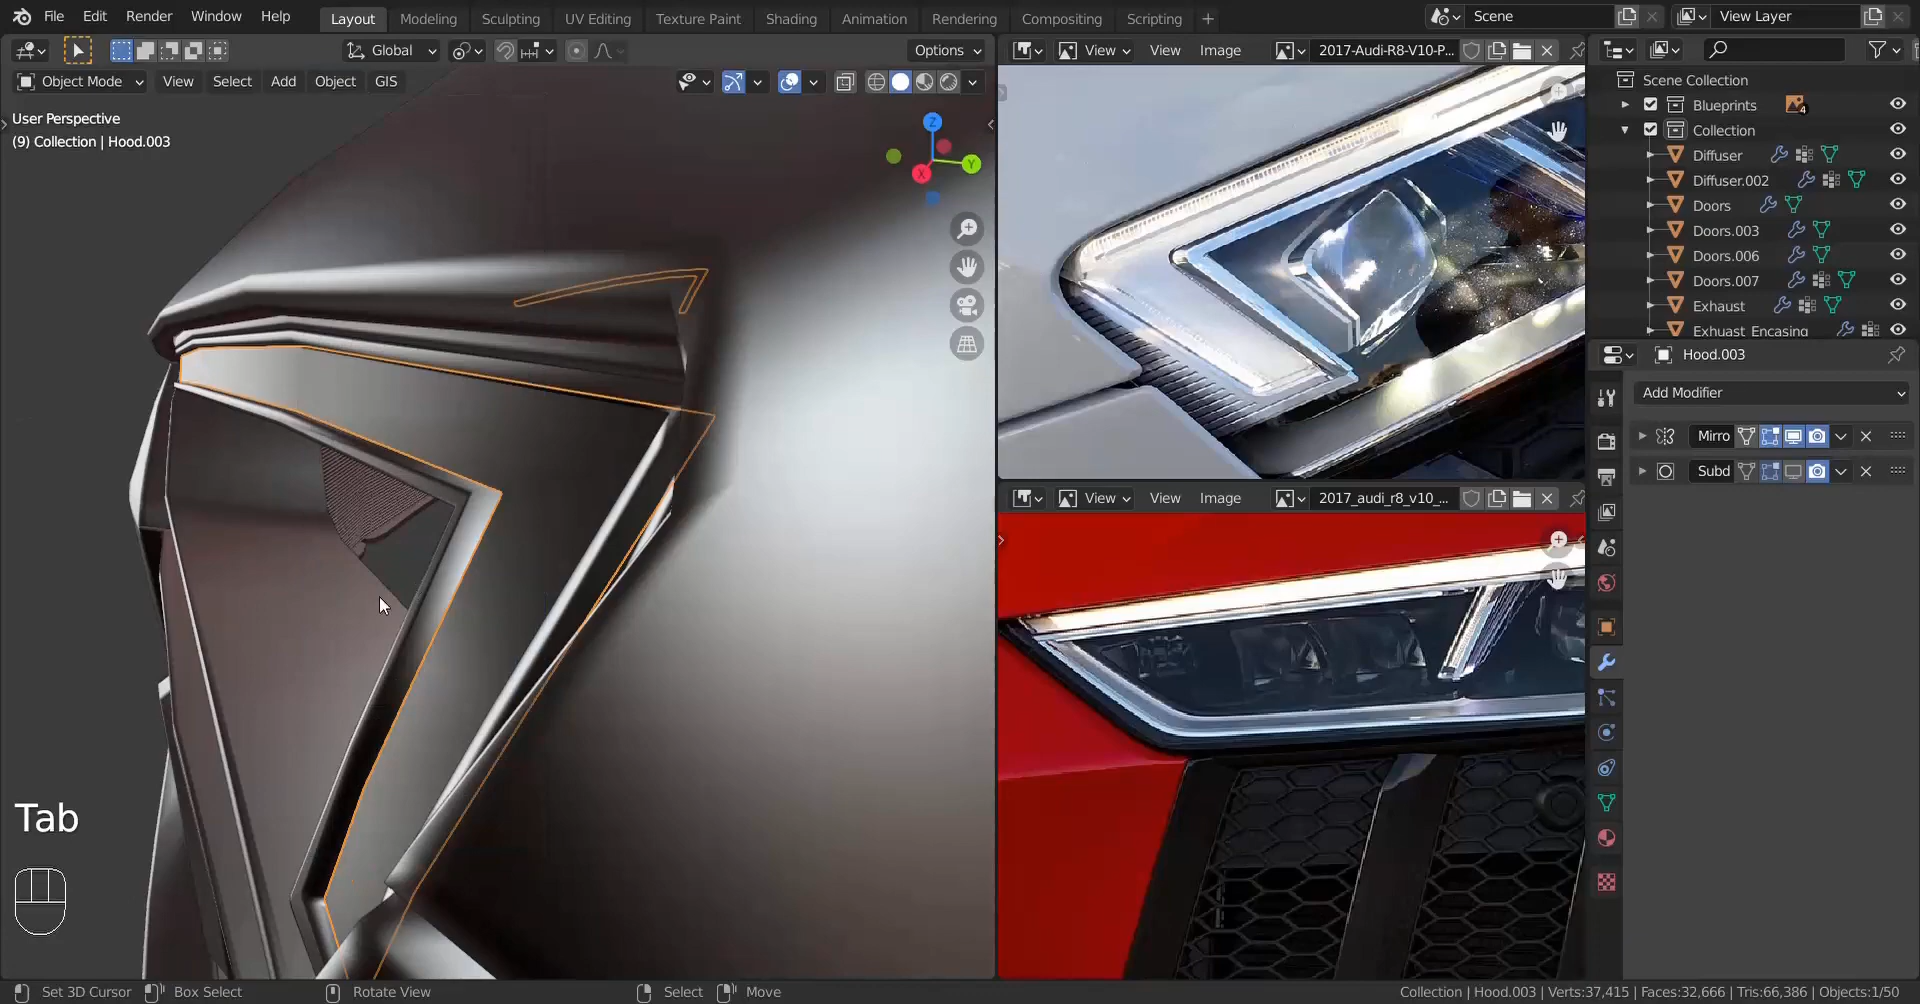 File Edit Render Window Help
Layout Modeling Sculpting UV Editing Texture Paint Shading Animation Rendering Compositing Scripting +
Scene
View Layer
Global
Options
View View Image 2017-Audi-R8-V10-P...
Object Mode View Select Add Object GIS
User Perspective
(9) Collection | Hood.003
Z
Y
X
Scene Collection
Blueprints 4
Collection
Diffuser
Diffuser.002
Doors
Doors.003
Doors.006
Doors.007
Exhaust
Exhuast Encasing
Hood.003
Add Modifier
Mirro
Subd
View View Image 2017_audi_r8_v10_...
Tab
Set 3D Cursor Box Select Rotate View Select Move
Collection | Hood.003 | Verts:37,415 | Faces:32,666 | Tris:66,386 | Objects:1/50